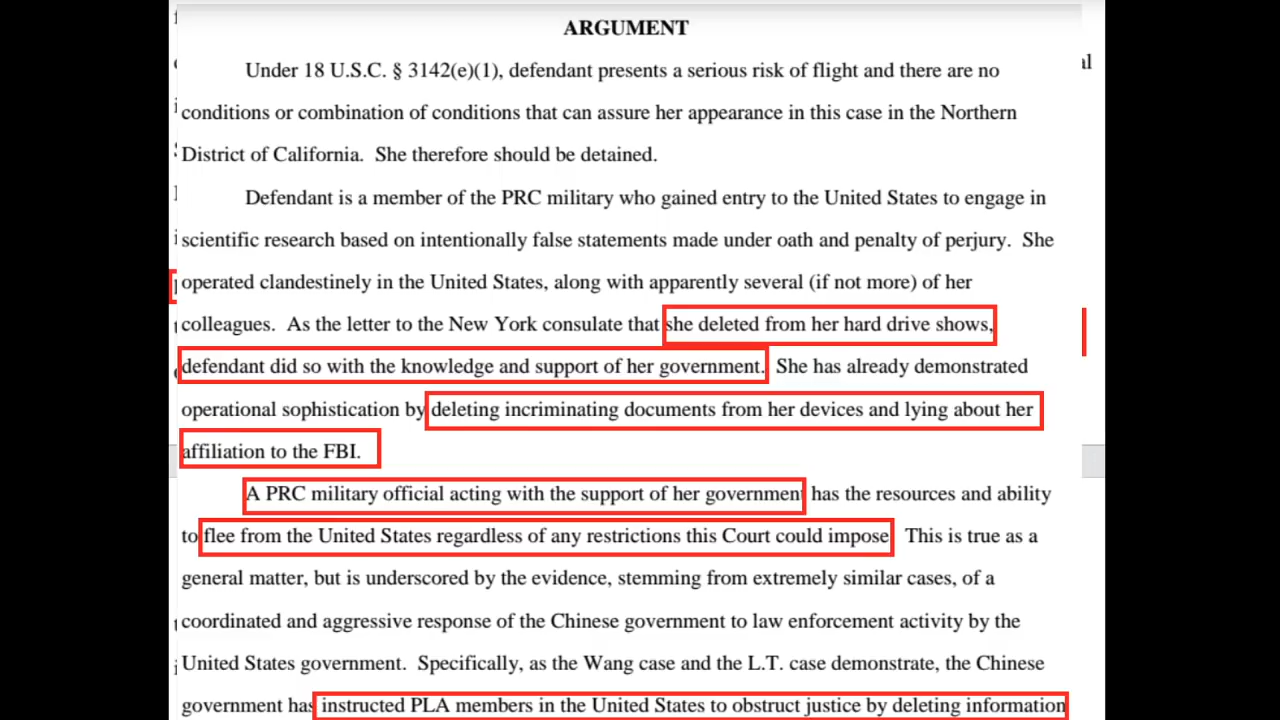 ARGUMENT
Under 18 U.S.C. § 3142(e)(1), defendant presents a serious risk of flight and there are no
conditions or combination of conditions that can assure her appearance in this case in the Northern
District of California.  She therefore should be detained.
Defendant is a member of the PRC military who gained entry to the United States to engage in
scientific research based on intentionally false statements made under oath and penalty of perjury.  She
operated clandestinely in the United States, along with apparently several (if not more) of her
colleagues.  As the letter to the New York consulate that she deleted from her hard drive shows,
defendant did so with the knowledge and support of her government.  She has already demonstrated
operational sophistication by deleting incriminating documents from her devices and lying about her
affiliation to the FBI.
A PRC military official acting with the support of her government has the resources and ability
to flee from the United States regardless of any restrictions this Court could impose  This is true as a
general matter, but is underscored by the evidence, stemming from extremely similar cases, of a
coordinated and aggressive response of the Chinese government to law enforcement activity by the
United States government.  Specifically, as the Wang case and the L.T. case demonstrate, the Chinese
government has instructed PLA members in the United States to obstruct justice by deleting information